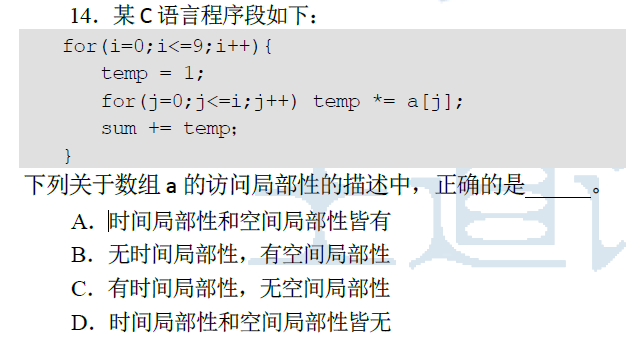 14．某 C 语言程序段如下：
for(i=0;i<=9;i++){
temp = 1;
for(j=0;j<=i;j++) temp *= a[j];
sum += temp;
}
下列关于数组 a 的访问局部性的描述中，正确的是______。
A．时间局部性和空间局部性皆有
B．无时间局部性，有空间局部性
C．有时间局部性，无空间局部性
D．时间局部性和空间局部性皆无